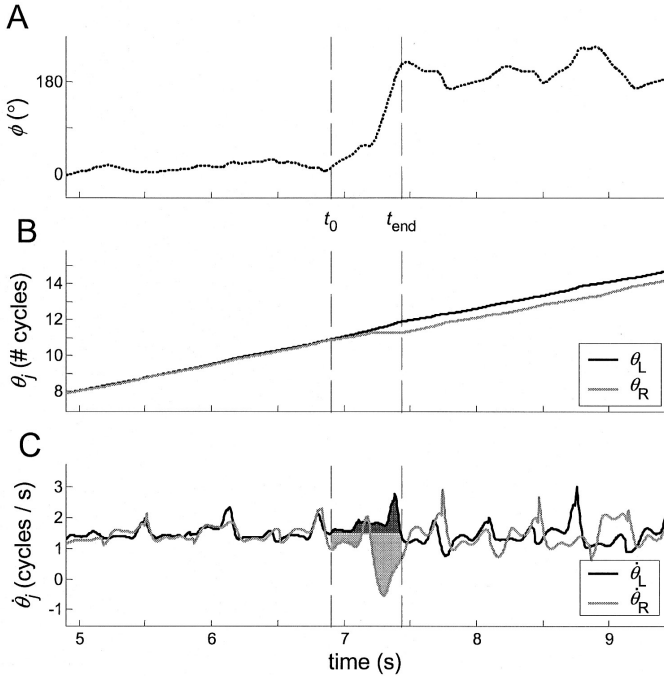 A
180
0
ϕ (°)
t0 tend
B
14
12
10
8
θj (# cycles)
θL
θR
C
3
2
1
0
-1
θ̇j (cycles / s)
θ̇L
θ̇R
5 6 7 8 9
time (s)